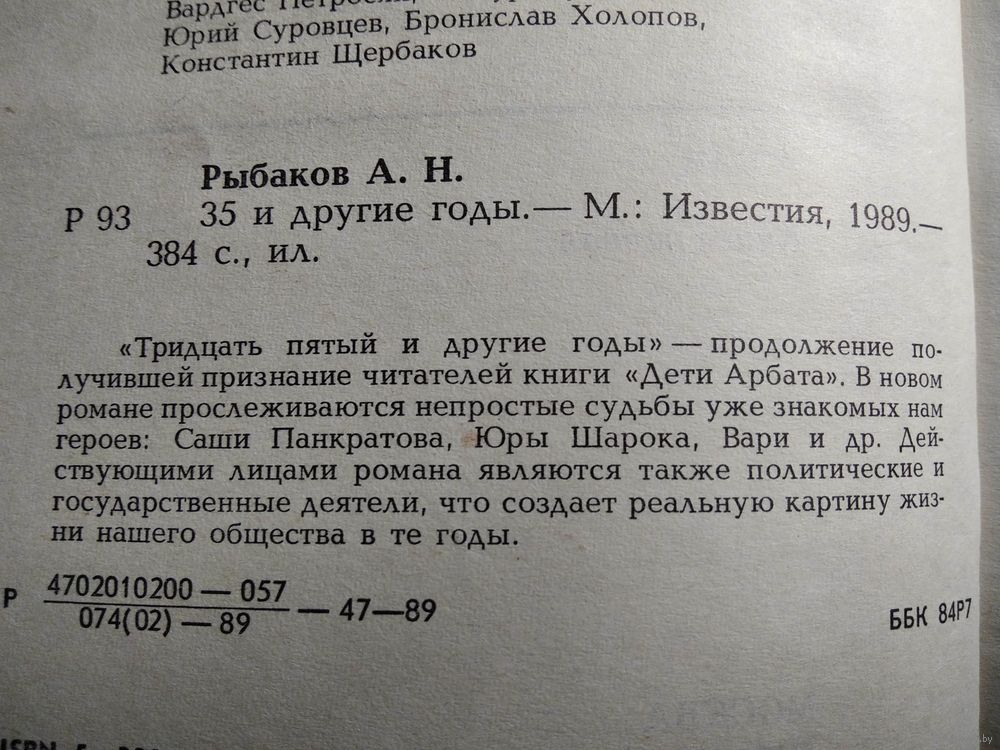 Вардгес
Юрий Суровцев, Бронислав Холопов,
Константин Щербаков
Рыбаков А. Н.
Р 93 35 и другие годы.— М.: Известия, 1989.—
384 с., ил.
«Тридцать пятый и другие годы» — продолжение по-
лучившей признание читателей книги «Дети Арбата». В новом
романе прослеживаются непростые судьбы уже знакомых нам
героев: Саши Панкратова, Юры Шарока, Вари и др. Дей-
ствующими лицами романа являются также политические и
государственные деятели, что создает реальную картину жиз-
ни нашего общества в те годы.
Р 4702010200 — 057
074(02) — 89 — 47—89
ББК 84Р7